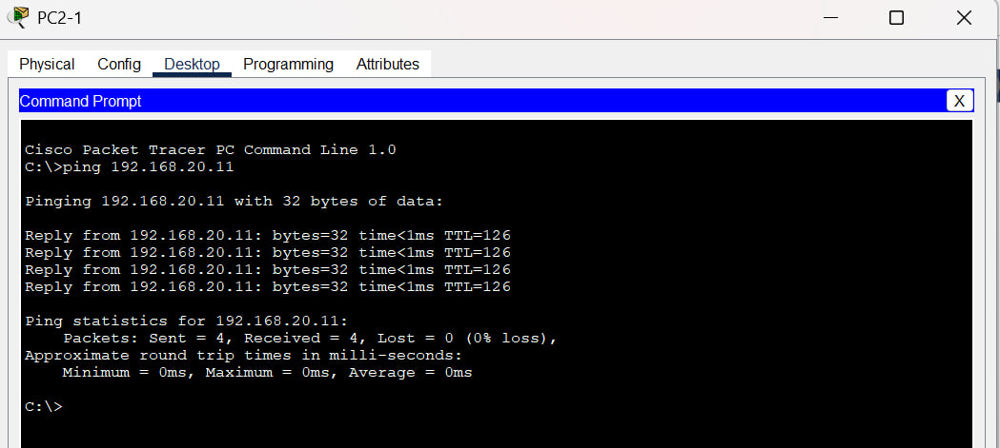 PC2-1
Physical Config Desktop Programming Attributes
Command Prompt X
Cisco Packet Tracer PC Command Line 1.0
C:\>ping 192.168.20.11
Pinging 192.168.20.11 with 32 bytes of data:
Reply from 192.168.20.11: bytes=32 time<1ms TTL=126
Reply from 192.168.20.11: bytes=32 time<1ms TTL=126
Reply from 192.168.20.11: bytes=32 time<1ms TTL=126
Reply from 192.168.20.11: bytes=32 time<1ms TTL=126
Ping statistics for 192.168.20.11:
Packets: Sent = 4, Received = 4, Lost = 0 (0% loss),
Approximate round trip times in milli-seconds:
Minimum = 0ms, Maximum = 0ms, Average = 0ms
C:\>